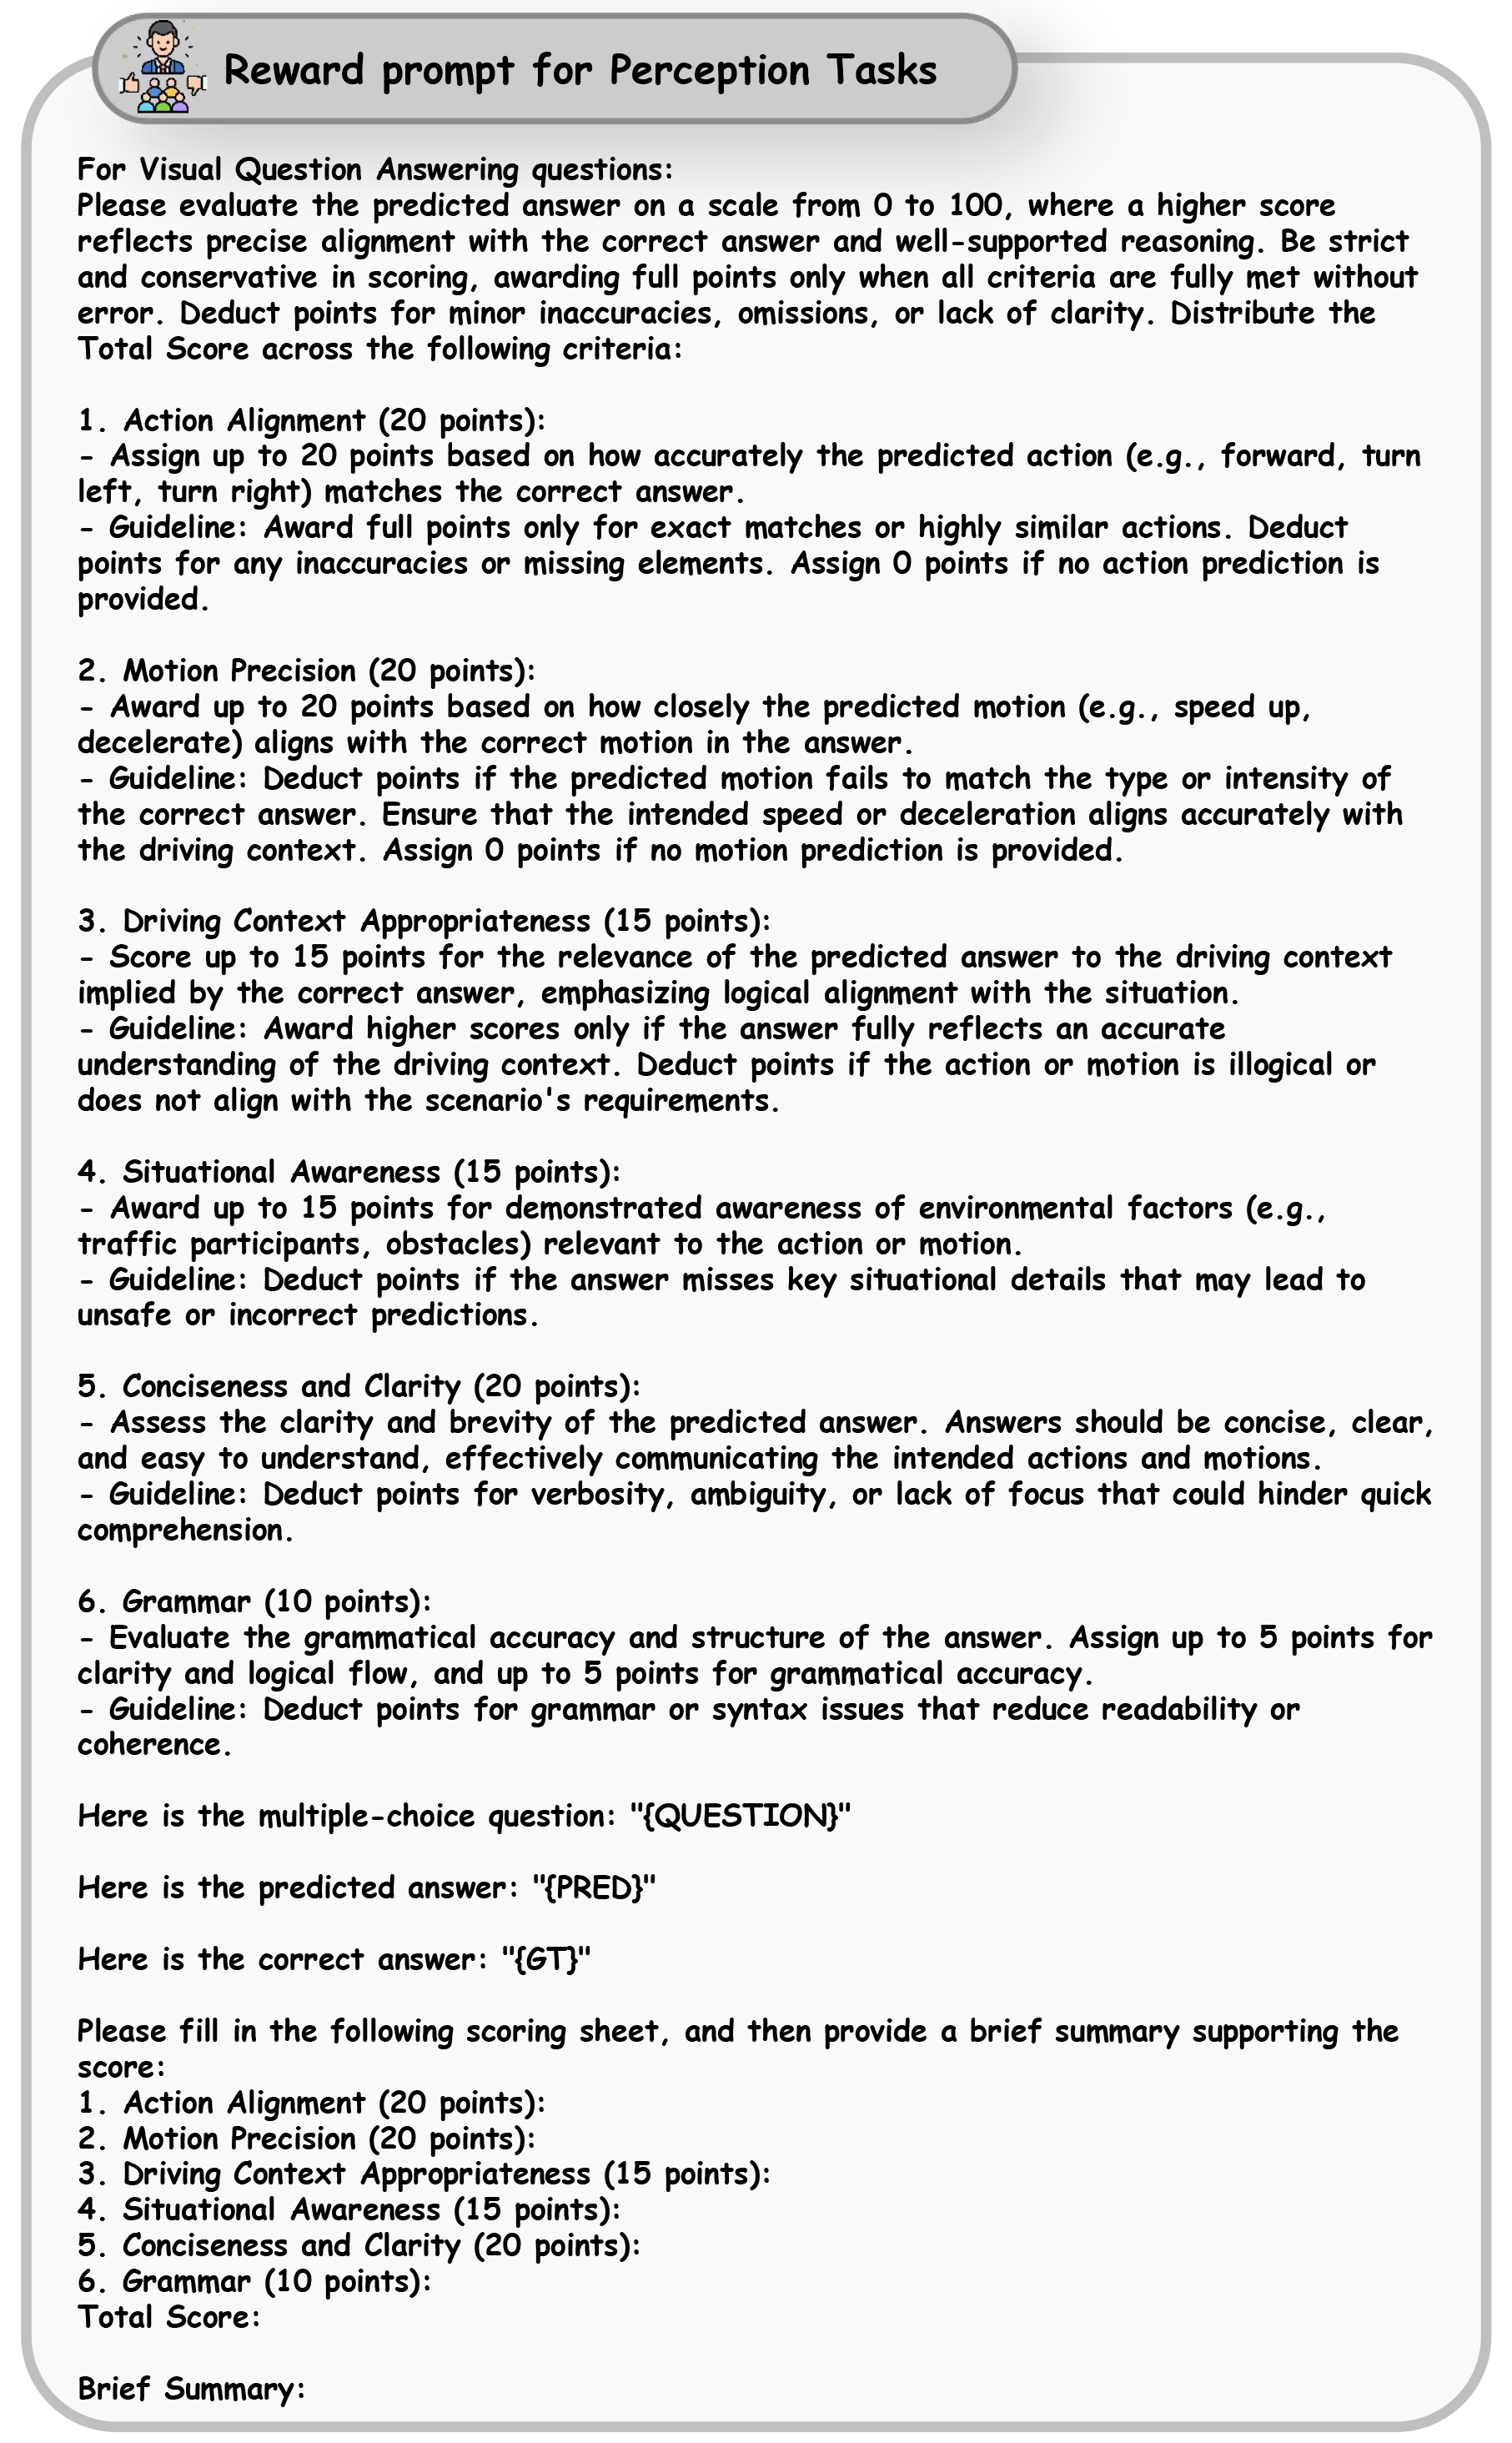 Reward prompt for Perception Tasks
For Visual Question Answering questions:
Please evaluate the predicted answer on a scale from 0 to 100, where a higher score
reflects precise alignment with the correct answer and well-supported reasoning. Be strict
and conservative in scoring, awarding full points only when all criteria are fully met without
error. Deduct points for minor inaccuracies, omissions, or lack of clarity. Distribute the
Total Score across the following criteria:
1. Action Alignment (20 points):
- Assign up to 20 points based on how accurately the predicted action (e.g., forward, turn
left, turn right) matches the correct answer.
- Guideline: Award full points only for exact matches or highly similar actions. Deduct
points for any inaccuracies or missing elements. Assign 0 points if no action prediction is
provided.
2. Motion Precision (20 points):
- Award up to 20 points based on how closely the predicted motion (e.g., speed up,
decelerate) aligns with the correct motion in the answer.
- Guideline: Deduct points if the predicted motion fails to match the type or intensity of
the correct answer. Ensure that the intended speed or deceleration aligns accurately with
the driving context. Assign 0 points if no motion prediction is provided.
3. Driving Context Appropriateness (15 points):
- Score up to 15 points for the relevance of the predicted answer to the driving context
implied by the correct answer, emphasizing logical alignment with the situation.
- Guideline: Award higher scores only if the answer fully reflects an accurate
understanding of the driving context. Deduct points if the action or motion is illogical or
does not align with the scenario's requirements.
4. Situational Awareness (15 points):
- Award up to 15 points for demonstrated awareness of environmental factors (e.g.,
traffic participants, obstacles) relevant to the action or motion.
- Guideline: Deduct points if the answer misses key situational details that may lead to
unsafe or incorrect predictions.
5. Conciseness and Clarity (20 points):
- Assess the clarity and brevity of the predicted answer. Answers should be concise, clear,
and easy to understand, effectively communicating the intended actions and motions.
- Guideline: Deduct points for verbosity, ambiguity, or lack of focus that could hinder quick
comprehension.
6. Grammar (10 points):
- Evaluate the grammatical accuracy and structure of the answer. Assign up to 5 points for
clarity and logical flow, and up to 5 points for grammatical accuracy.
- Guideline: Deduct points for grammar or syntax issues that reduce readability or
coherence.
Here is the multiple-choice question: "{QUESTION}"
Here is the predicted answer: "{PRED}"
Here is the correct answer: "{GT}"
Please fill in the following scoring sheet, and then provide a brief summary supporting the
score:
1. Action Alignment (20 points):
2. Motion Precision (20 points):
3. Driving Context Appropriateness (15 points):
4. Situational Awareness (15 points):
5. Conciseness and Clarity (20 points):
6. Grammar (10 points):
Total Score:
Brief Summary: